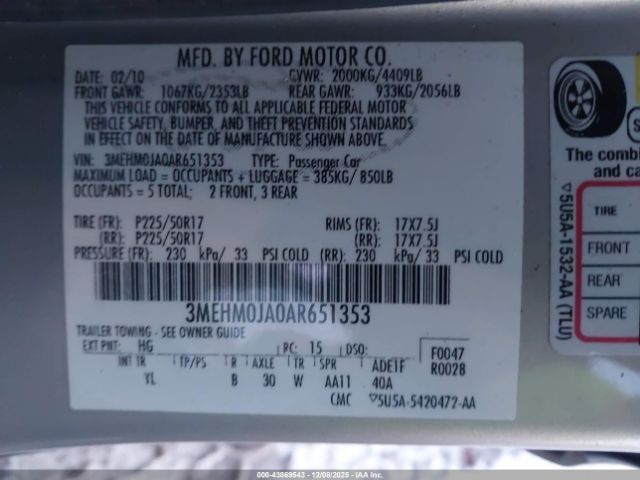 MFD. BY FORD MOTOR CO.
DATE: 02/10 GVWR: 2000KG/4409LB
FRONT GAWR: 1067KG/2353LB REAR GAWR: 933KG/2056LB
THIS VEHICLE CONFORMS TO ALL APPLICABLE FEDERAL MOTOR
VEHICLE SAFETY, BUMPER, AND THEFT PREVENTION STANDARDS
IN EFFECT ON THE DATE OF MANUFACTURE SHOWN ABOVE.
VIN: 3MEHM0JA0AR651353 TYPE: Passenger Car
MAXIMUM LOAD = OCCUPANTS + LUGGAGE = 385KG/ 850LB
OCCUPANTS = 5 TOTAL; 2 FRONT, 3 REAR
TIRE (FR): P225/50R17 RIMS (FR): 17X7.5J
(RR): P225/50R17 (RR): 17X7.5J
PRESSURE (FR): 230 kPa/ 33 PSI COLD (RR): 230 kPa/ 33 PSI COLD
3MEHM0JA0AR651353
TRAILER TOWING - SEE OWNER GUIDE
EXT PNT: HG RC: 15 DSO: F0047
INT TR TP/PS R AXLE TR SPR ADE1F R0028
YL B 30 W AA11 40A
CMC ▽5U5A-5420472-AA
The combin
and ca
TIRE
FRONT
REAR
SPARE
▽5U5A-1532-AA (TLU)
000-43869543 - 12/08/2025 - COPYRIGHT IAA, LLC.